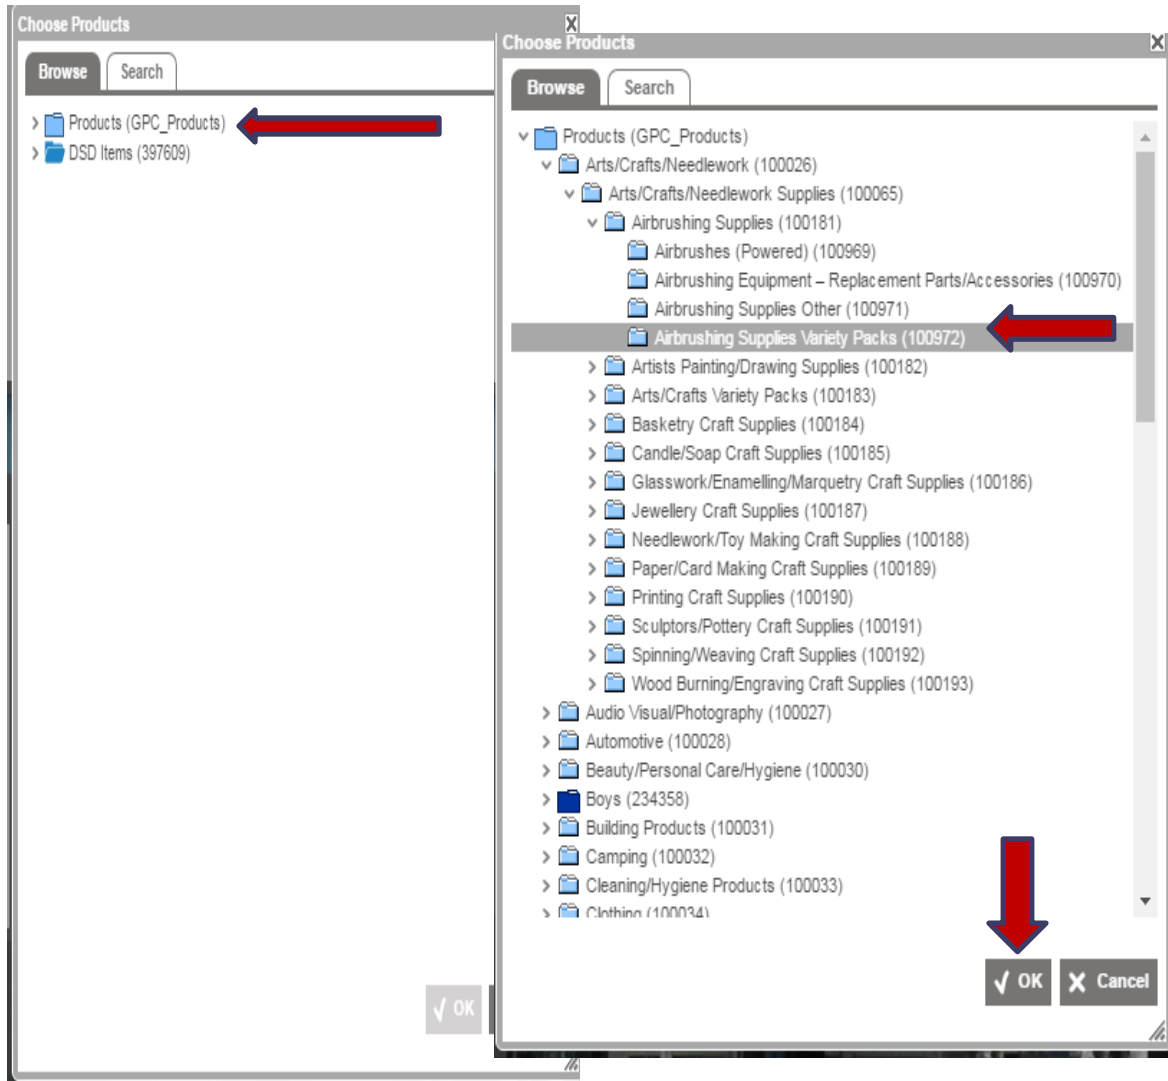 Choose Products
X
Browse
Search
Products (GPC_Products)
DSD Items (397609)
OK
Choose Products
X
Browse
Search
Products (GPC_Products)
Arts/Crafts/Needlework (100026)
Arts/Crafts/Needlework Supplies (100065)
Airbrushing Supplies (100181)
Airbrushes (Powered) (100969)
Airbrushing Equipment – Replacement Parts/Accessories (100970)
Airbrushing Supplies Other (100971)
Airbrushing Supplies Variety Packs (100972)
Artists Painting/Drawing Supplies (100182)
Arts/Crafts Variety Packs (100183)
Basketry Craft Supplies (100184)
Candle/Soap Craft Supplies (100185)
Glasswork/Enamelling/Marquetry Craft Supplies (100186)
Jewellery Craft Supplies (100187)
Needlework/Toy Making Craft Supplies (100188)
Paper/Card Making Craft Supplies (100189)
Printing Craft Supplies (100190)
Sculptors/Pottery Craft Supplies (100191)
Spinning/Weaving Craft Supplies (100192)
Wood Burning/Engraving Craft Supplies (100193)
Audio Visual/Photography (100027)
Automotive (100028)
Beauty/Personal Care/Hygiene (100030)
Boys (234358)
Building Products (100031)
Camping (100032)
Cleaning/Hygiene Products (100033)
Clothing (100034)
OK
Cancel